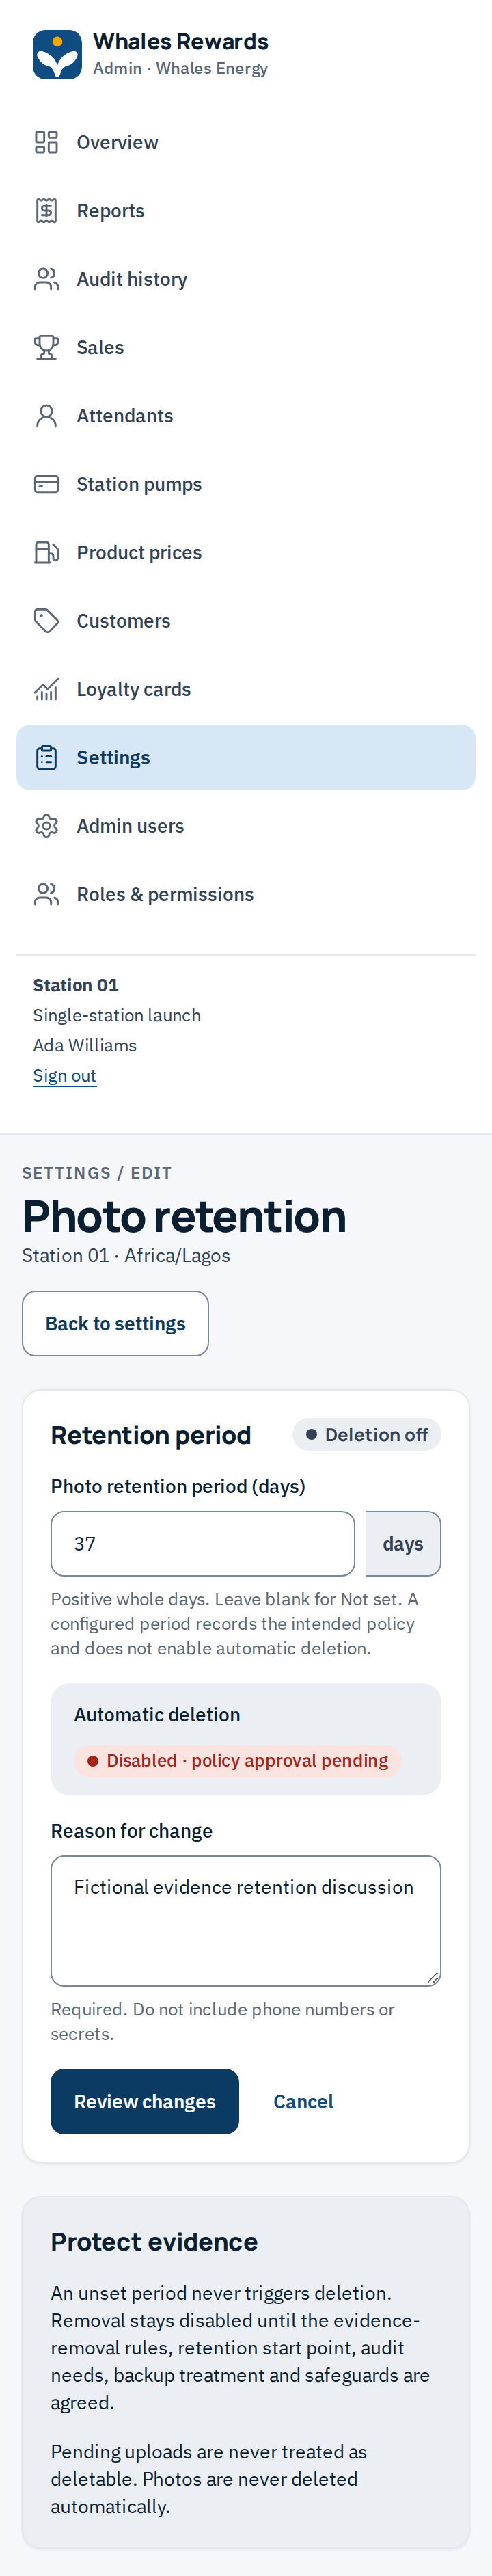 Whales Rewards
Admin · Whales Energy
Overview
Reports
Audit history
Sales
Attendants
Station pumps
Product prices
Customers
Loyalty cards
Settings
Admin users
Roles & permissions
Station 01
Single-station launch
Ada Williams
Sign out
SETTINGS / EDIT
Photo retention
Station 01 · Africa/Lagos
Back to settings
Retention period
Deletion off
Photo retention period (days)
37
days
Positive whole days. Leave blank for Not set. A
configured period records the intended policy
and does not enable automatic deletion.
Automatic deletion
Disabled · policy approval pending
Reason for change
Fictional evidence retention discussion
Required. Do not include phone numbers or
secrets.
Review changes
Cancel
Protect evidence
An unset period never triggers deletion.
Removal stays disabled until the evidence-
removal rules, retention start point, audit
needs, backup treatment and safeguards are
agreed.
Pending uploads are never treated as
deletable. Photos are never deleted
automatically.